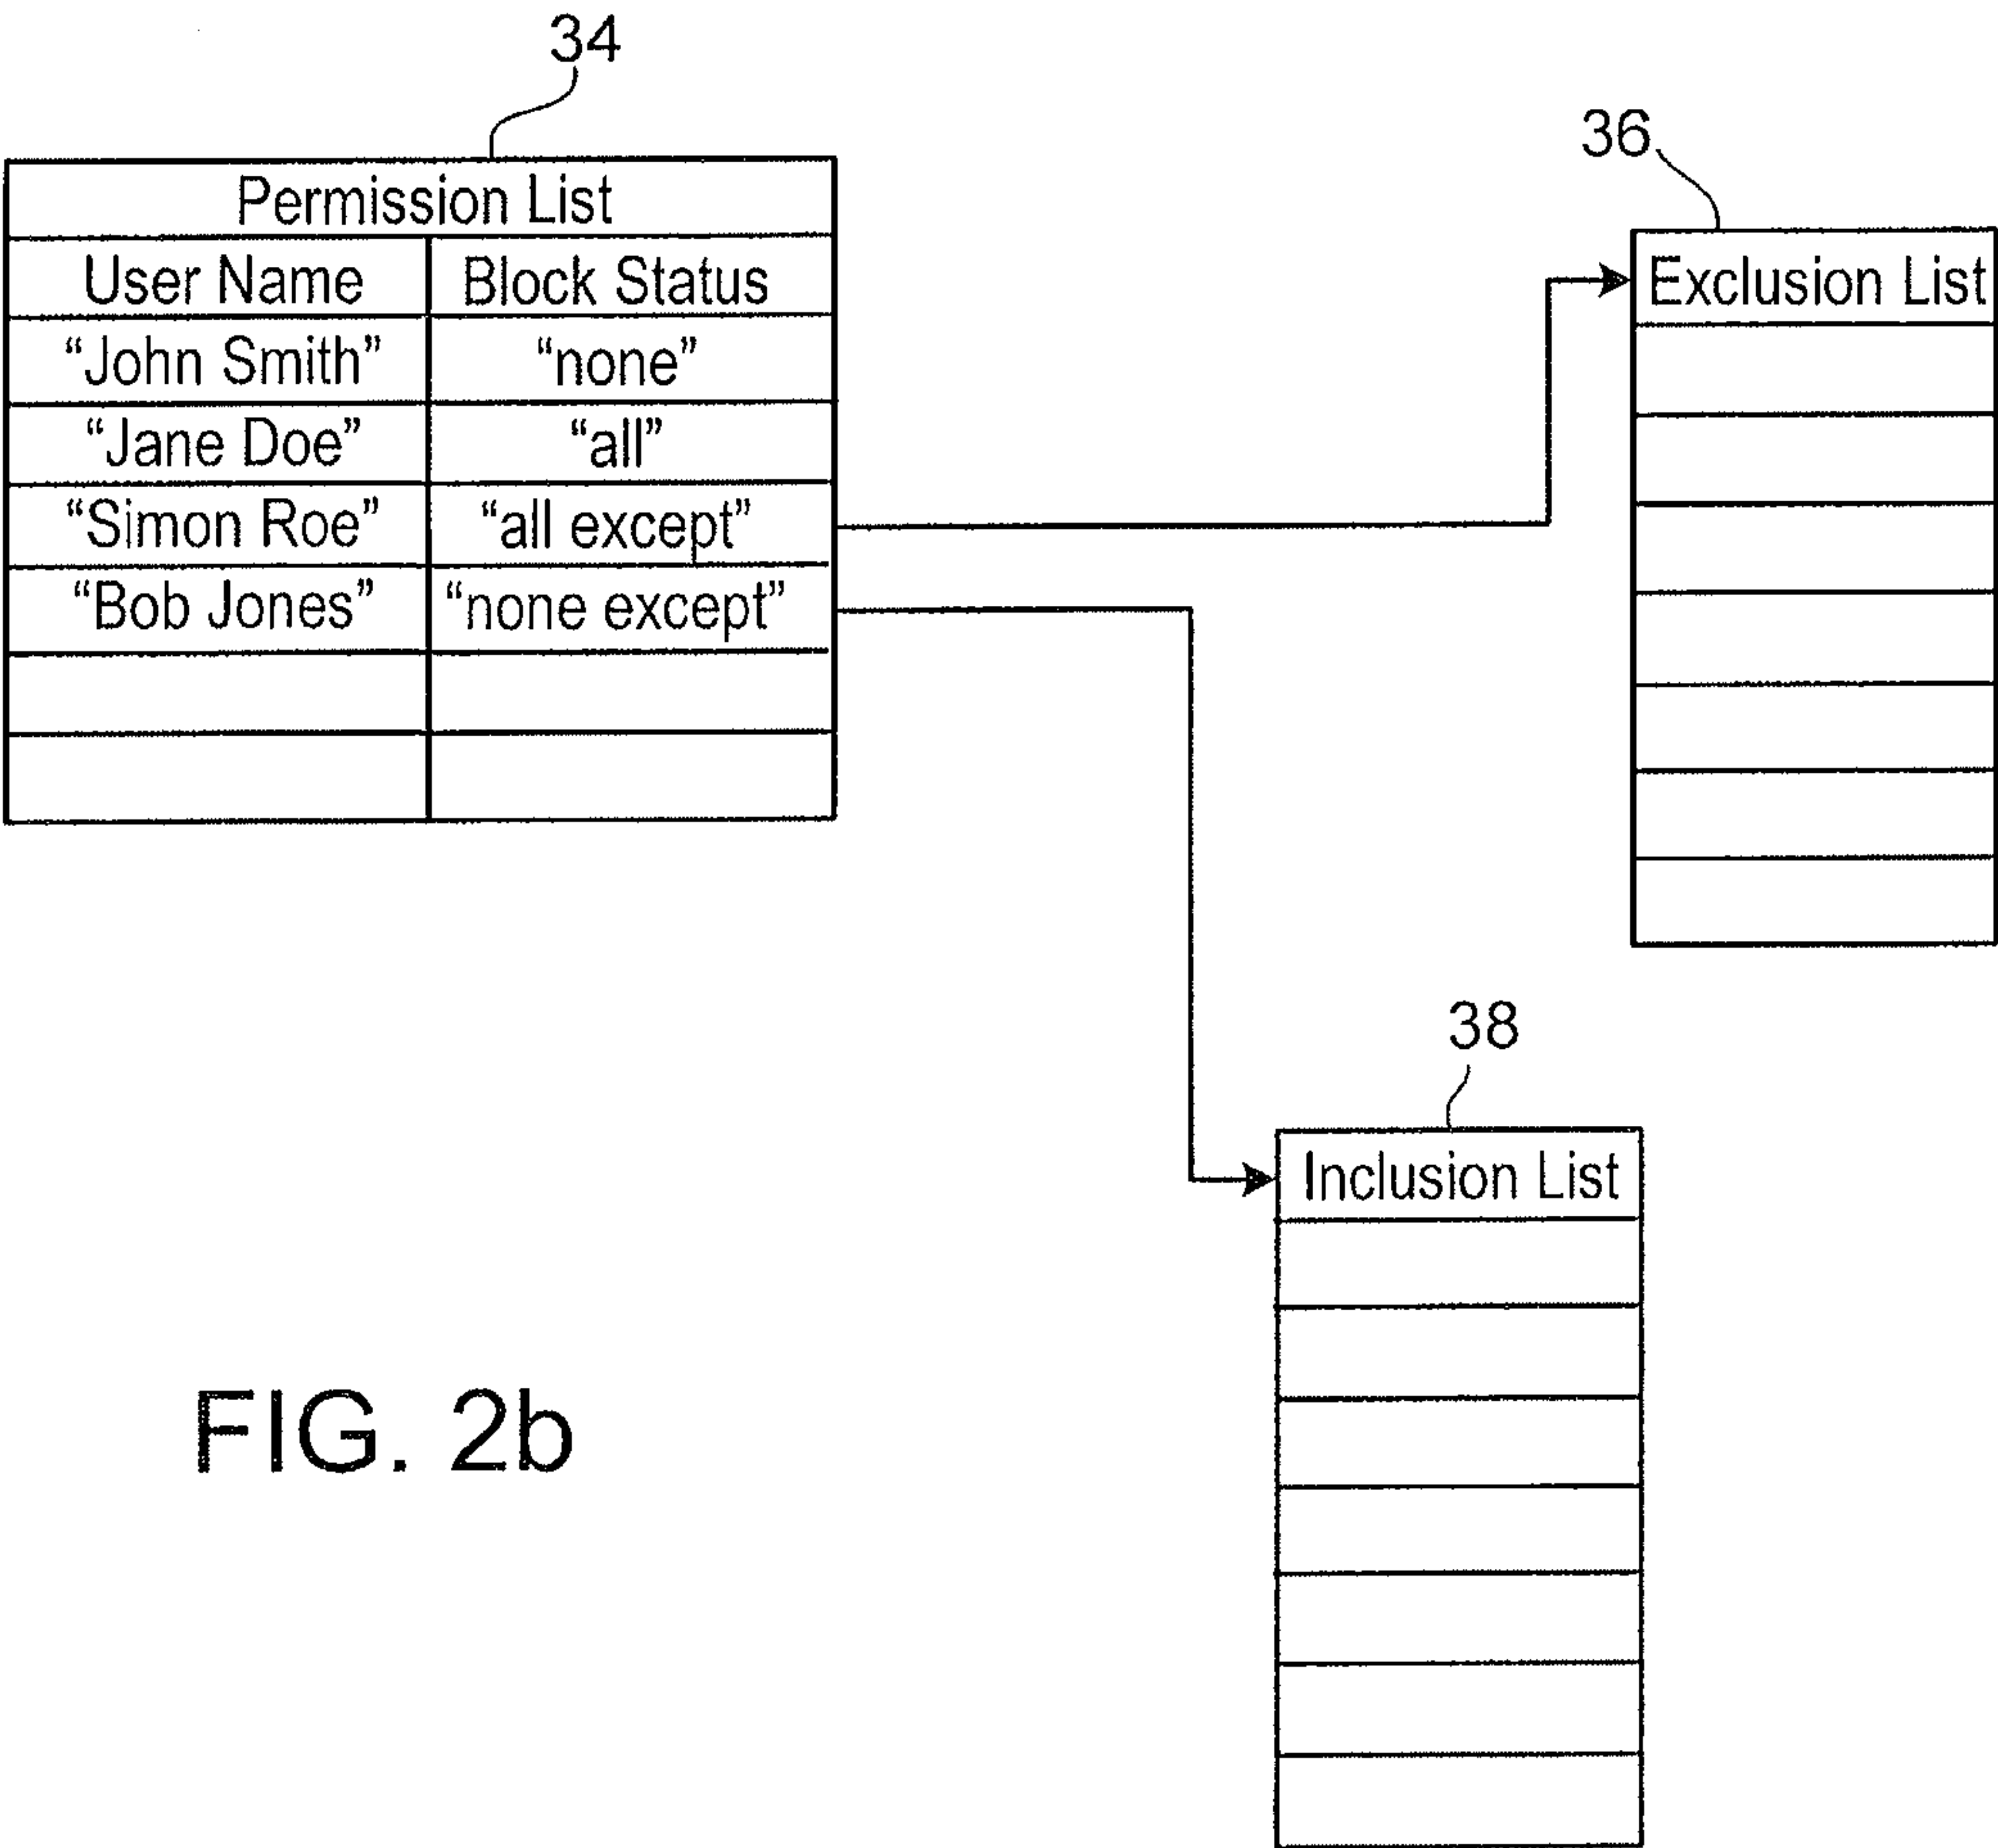 34
Permission List
User Name Block Status
“John Smith” “none”
“Jane Doe” “all”
“Simon Roe” “all except”
“Bob Jones” “none except”
36
Exclusion List
38
Inclusion List
FIG. 2b